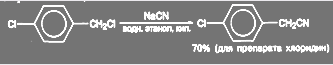 Cl—CH₂Cl NaCN Cl—CH₂CN
водн. этанол, кип.
70% (для препарата хлоридин)